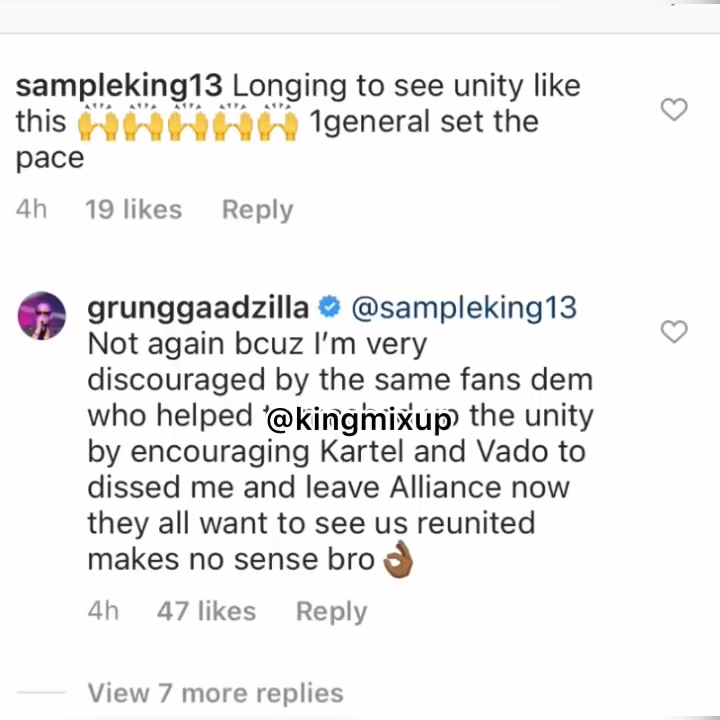 sampleking13 Longing to see unity like
this 🙌🙌🙌🙌🙌 1general set the
pace
4h 19 likes Reply
grunggaadzilla @sampleking13
Not again bcuz I'm very
discouraged by the same fans dem
who helped @kingmixup the unity
by encouraging Kartel and Vado to
dissed me and leave Alliance now
they all want to see us reunited
makes no sense bro👌🏾
4h 47 likes Reply
View 7 more replies